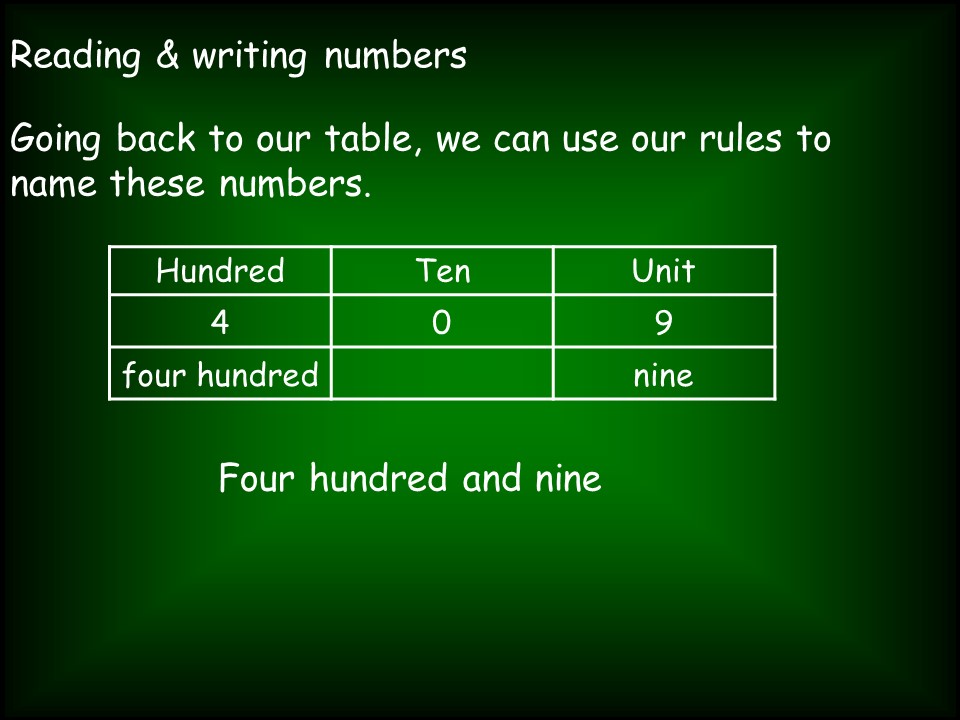 Reading & writing numbers
Going back to our table, we can use our rules to
name these numbers.
Hundred Ten Unit
4 0 9
four hundred nine
Four hundred and nine